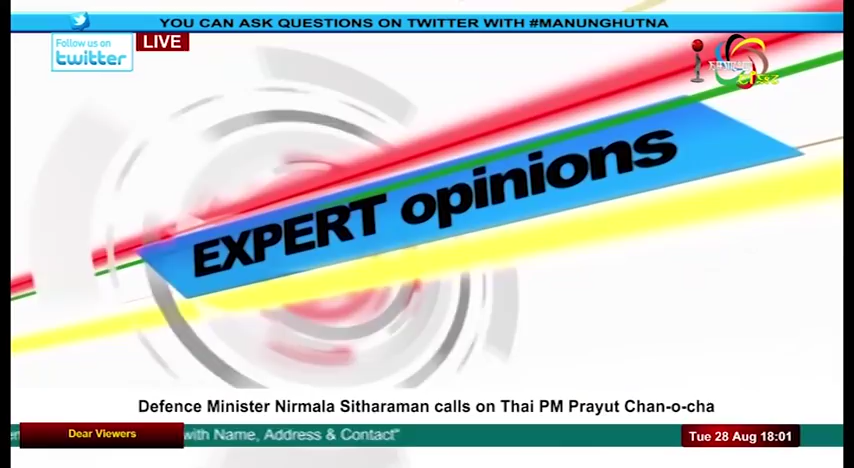 YOU CAN ASK QUESTIONS ON TWITTER WITH #MANUNGHUTNA
Follow us on
twitter
LIVE
EXPERT opinions
Defence Minister Nirmala Sitharaman calls on Thai PM Prayut Chan-o-cha
Dear Viewers
with Name, Address & Contact"
Tue 28 Aug 18:01